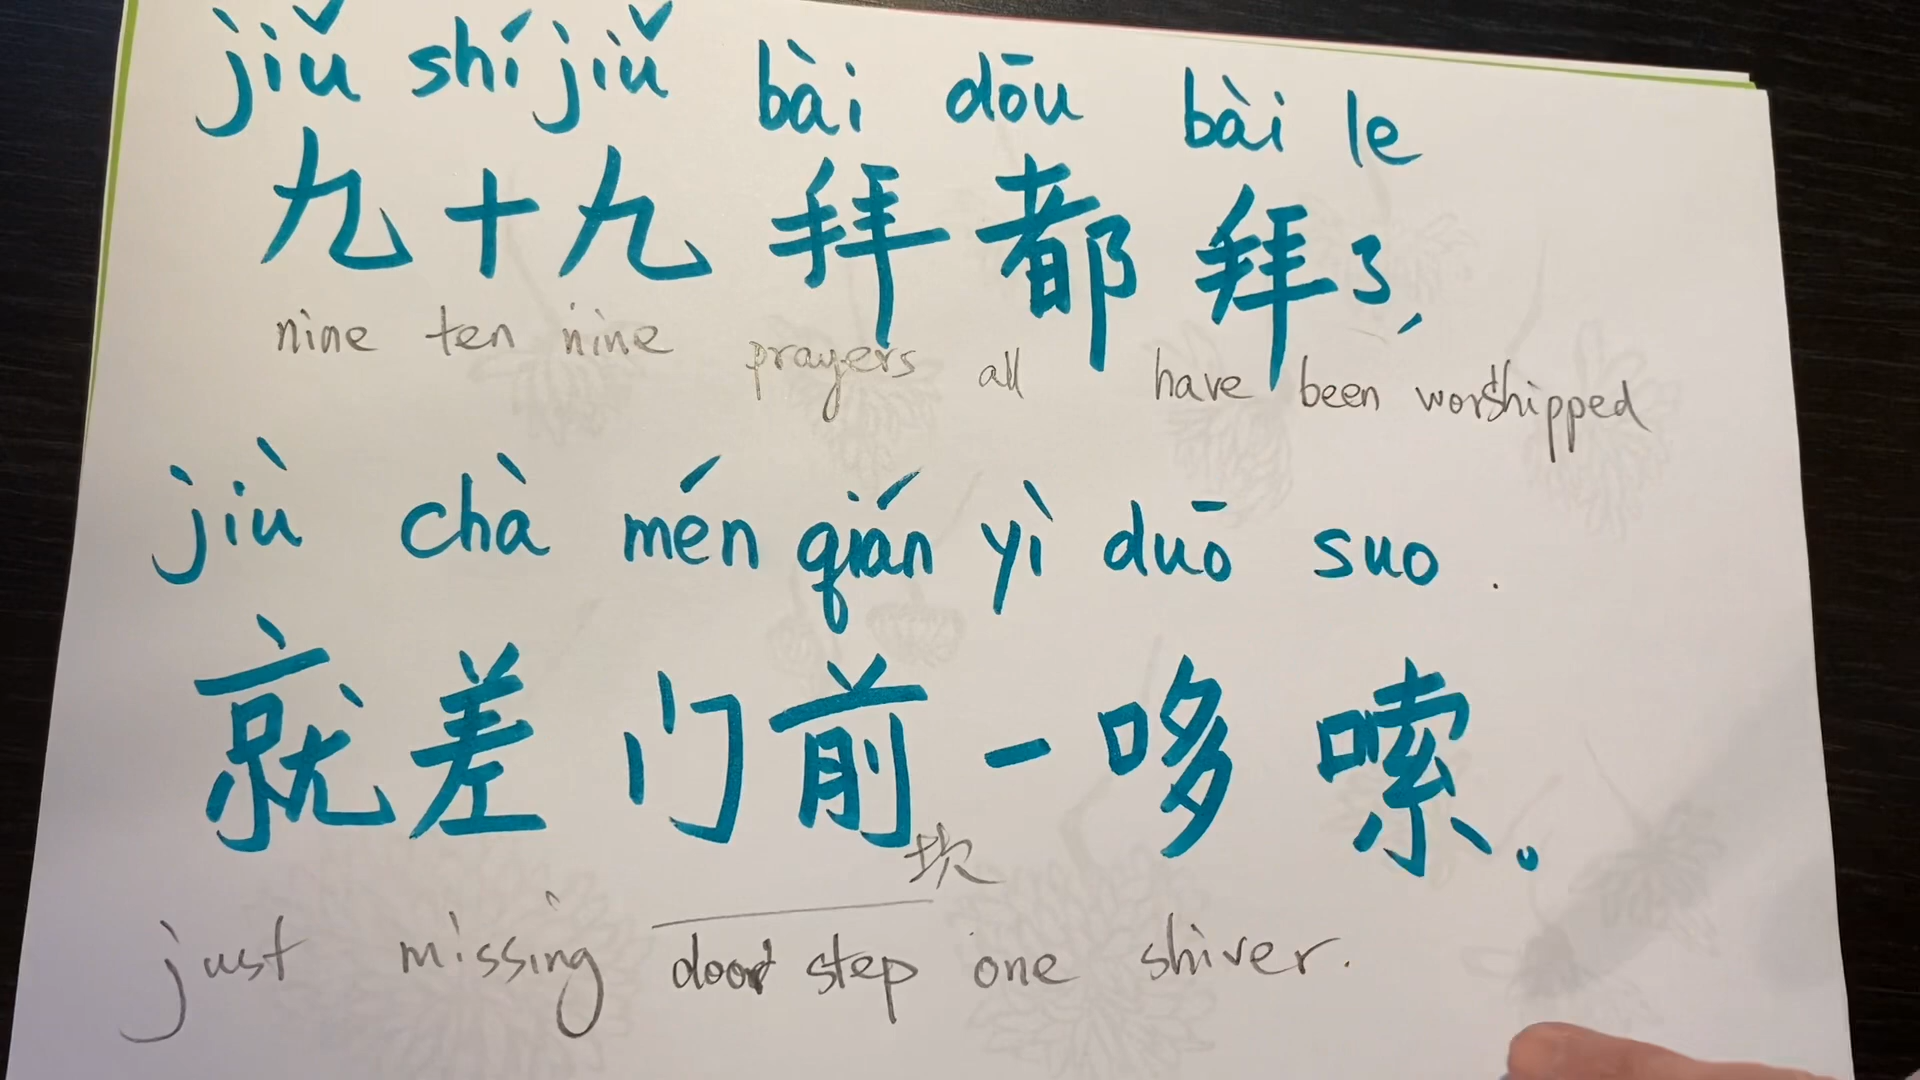 jiǔ shí jiǔ bài dōu bài le
九十九拜都拜了,
nine ten nine prayers all have been worshipped
jiù chà mén qián yì duō suo.
就差门前一哆嗦。
坎
just missing door step one shiver.